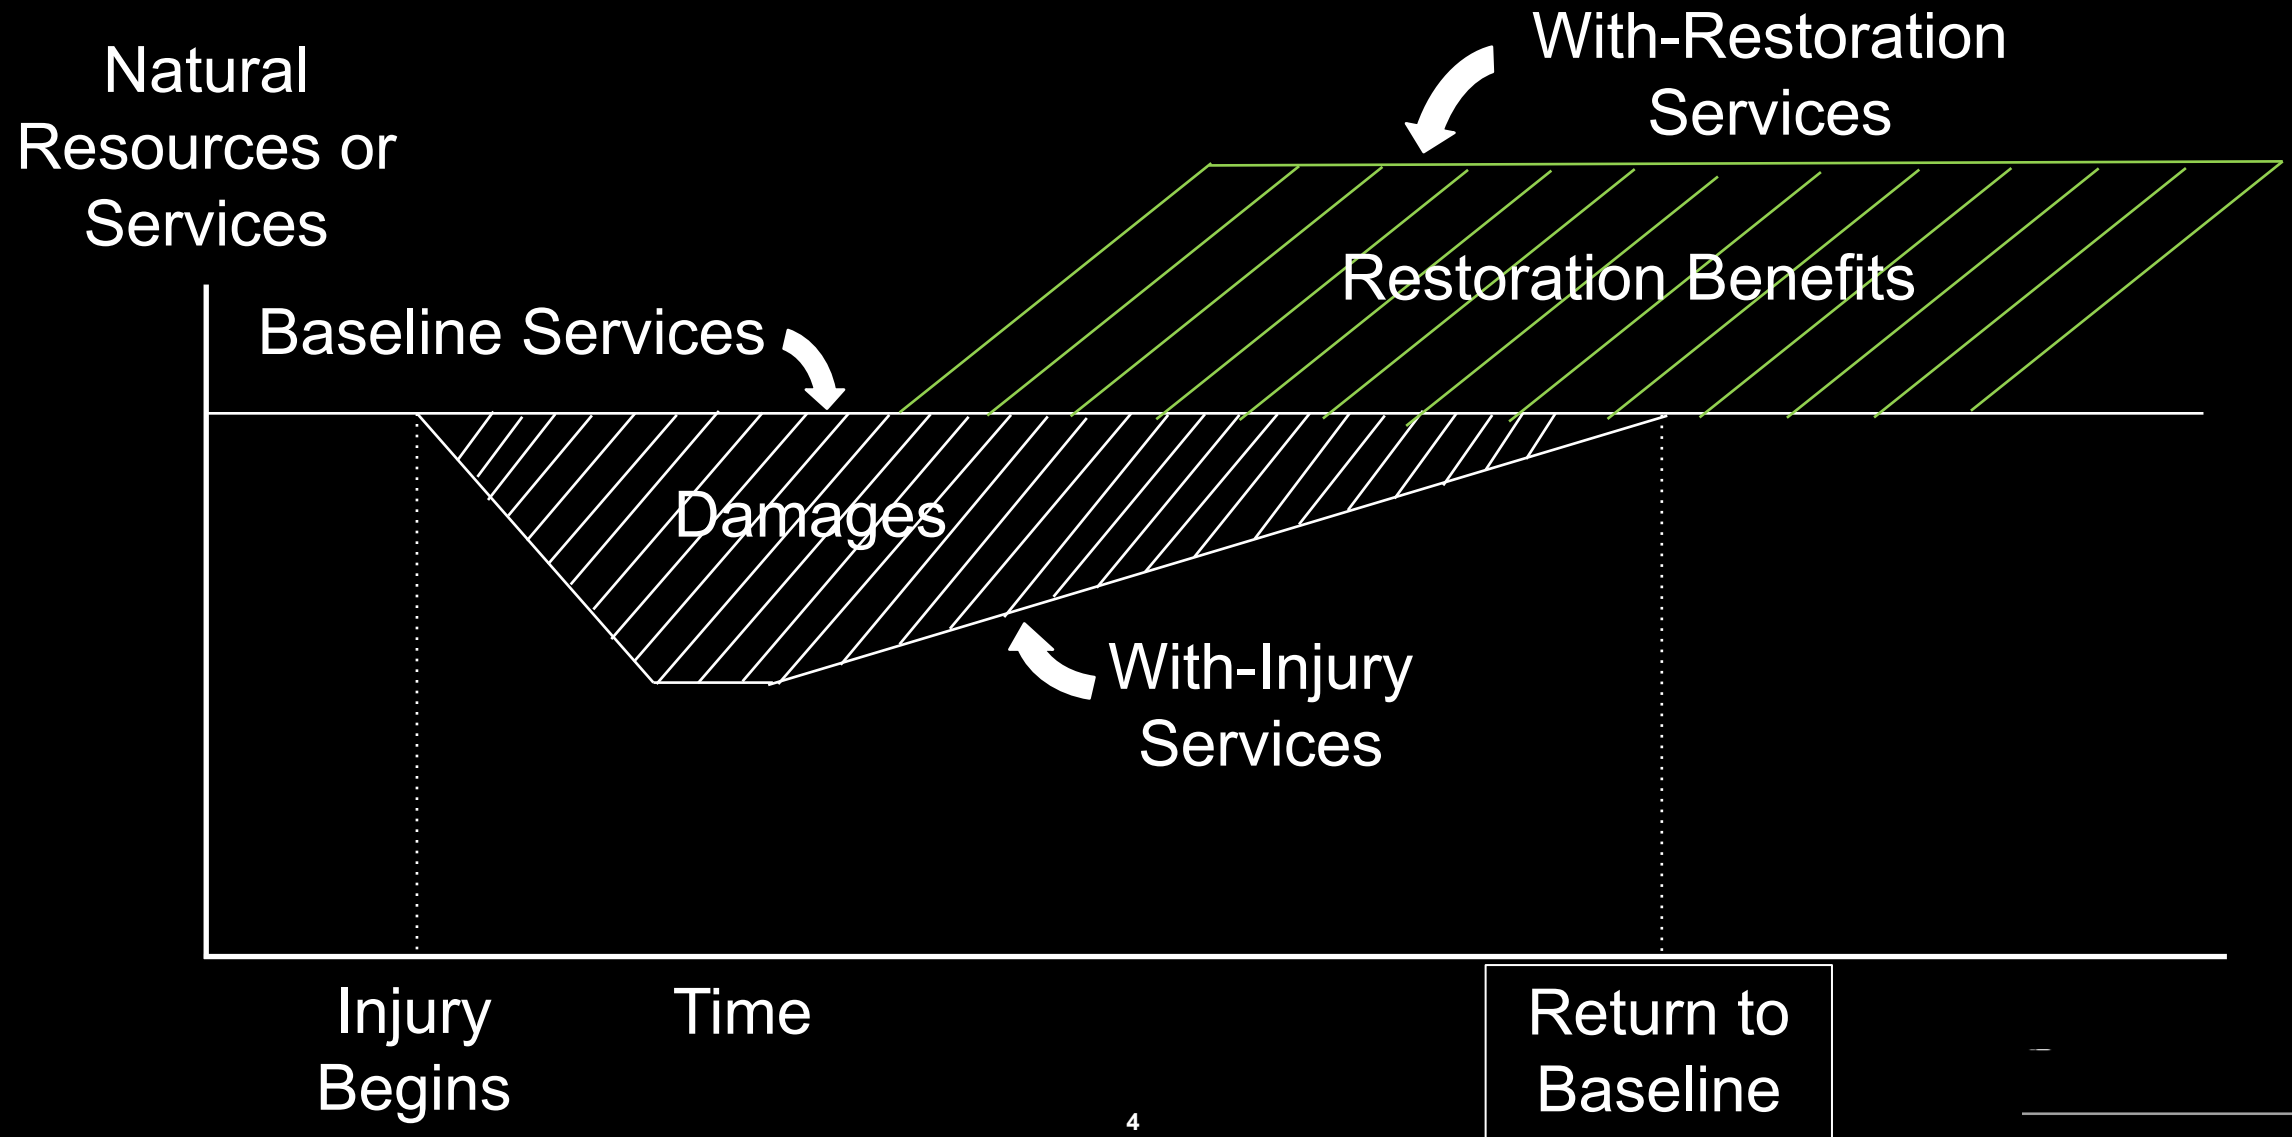 Natural
Resources or
Services
With-Restoration
Services
Restoration Benefits
Baseline Services
Damages
With-Injury
Services
Injury
Begins
Time
Return to
Baseline
4